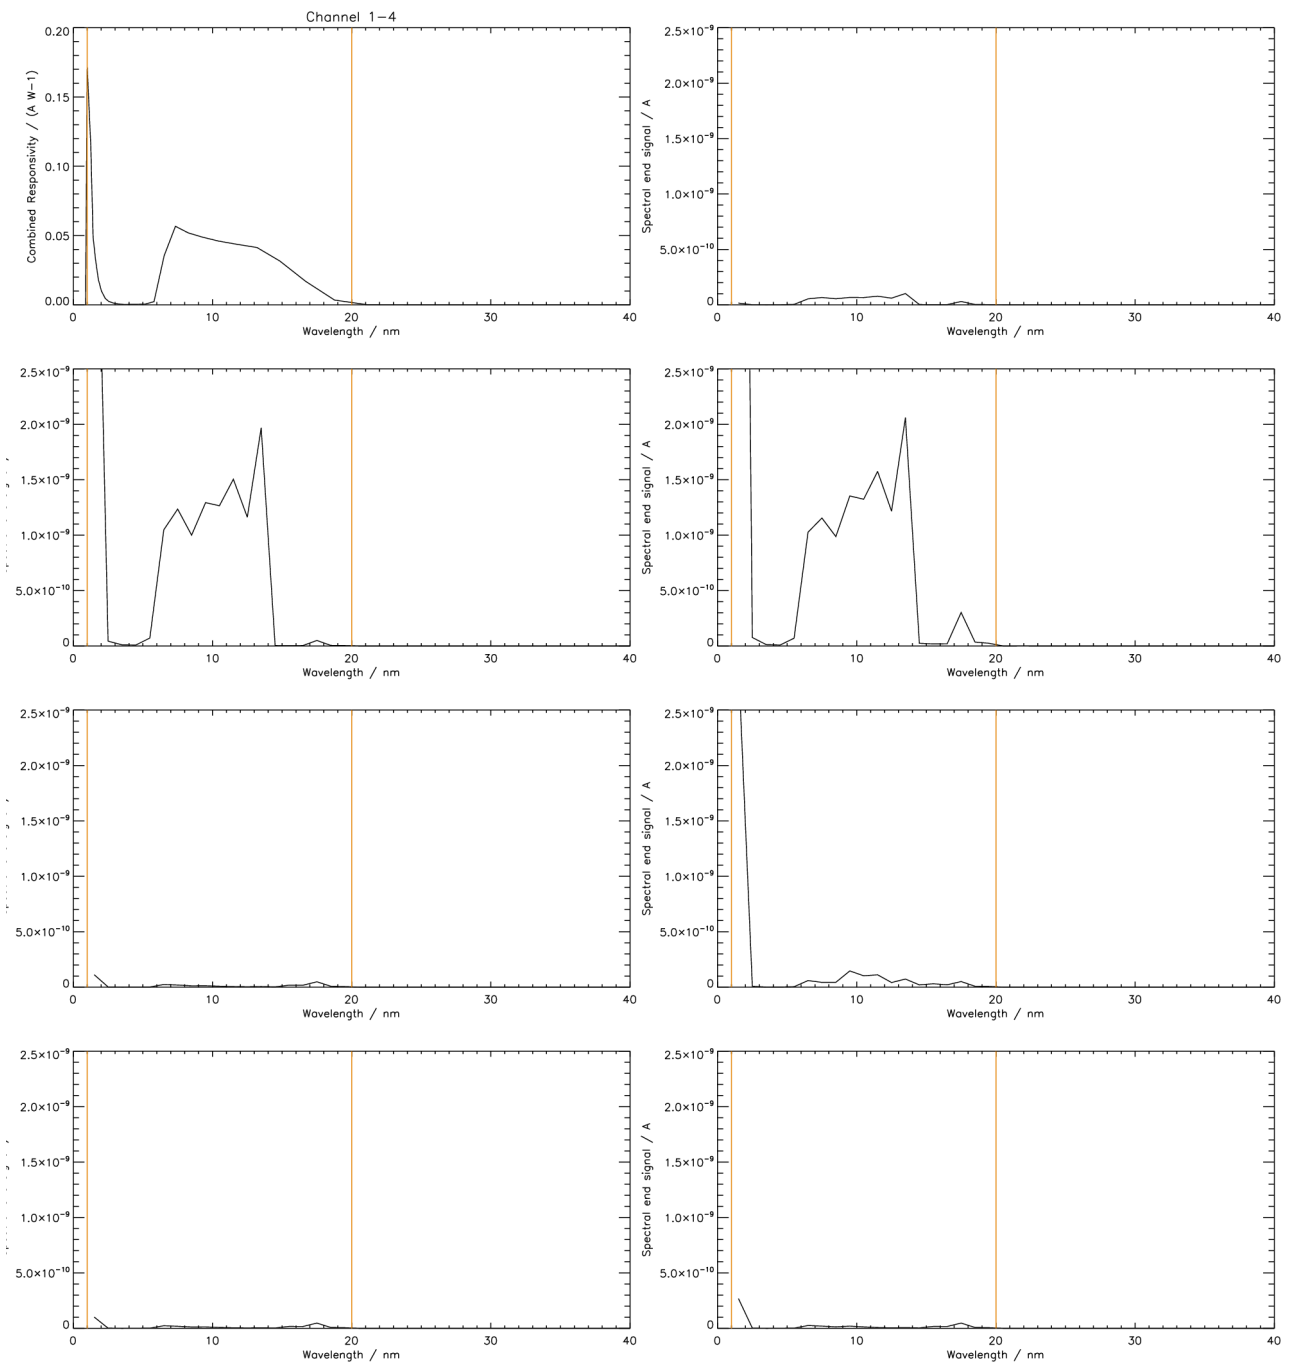 Channel 1−4
Combined Responsivity / (A W−1)
0.20
0.15
0.10
0.05
0.00
0 10 20 30 40
Wavelength / nm
Spectral end signal / A
2.5×10⁻⁹
2.0×10⁻⁹
1.5×10⁻⁹
1.0×10⁻⁹
5.0×10⁻¹⁰
0
0 10 20 30 40
Wavelength / nm
2.5×10⁻⁹
2.0×10⁻⁹
1.5×10⁻⁹
1.0×10⁻⁹
5.0×10⁻¹⁰
0
0 10 20 30 40
Wavelength / nm
Spectral end signal / A
2.5×10⁻⁹
2.0×10⁻⁹
1.5×10⁻⁹
1.0×10⁻⁹
5.0×10⁻¹⁰
0
0 10 20 30 40
Wavelength / nm
2.5×10⁻⁹
2.0×10⁻⁹
1.5×10⁻⁹
1.0×10⁻⁹
5.0×10⁻¹⁰
0
0 10 20 30 40
Wavelength / nm
Spectral end signal / A
2.5×10⁻⁹
2.0×10⁻⁹
1.5×10⁻⁹
1.0×10⁻⁹
5.0×10⁻¹⁰
0
0 10 20 30 40
Wavelength / nm
2.5×10⁻⁹
2.0×10⁻⁹
1.5×10⁻⁹
1.0×10⁻⁹
5.0×10⁻¹⁰
0
0 10 20 30 40
Wavelength / nm
Spectral end signal / A
2.5×10⁻⁹
2.0×10⁻⁹
1.5×10⁻⁹
1.0×10⁻⁹
5.0×10⁻¹⁰
0
0 10 20 30 40
Wavelength / nm